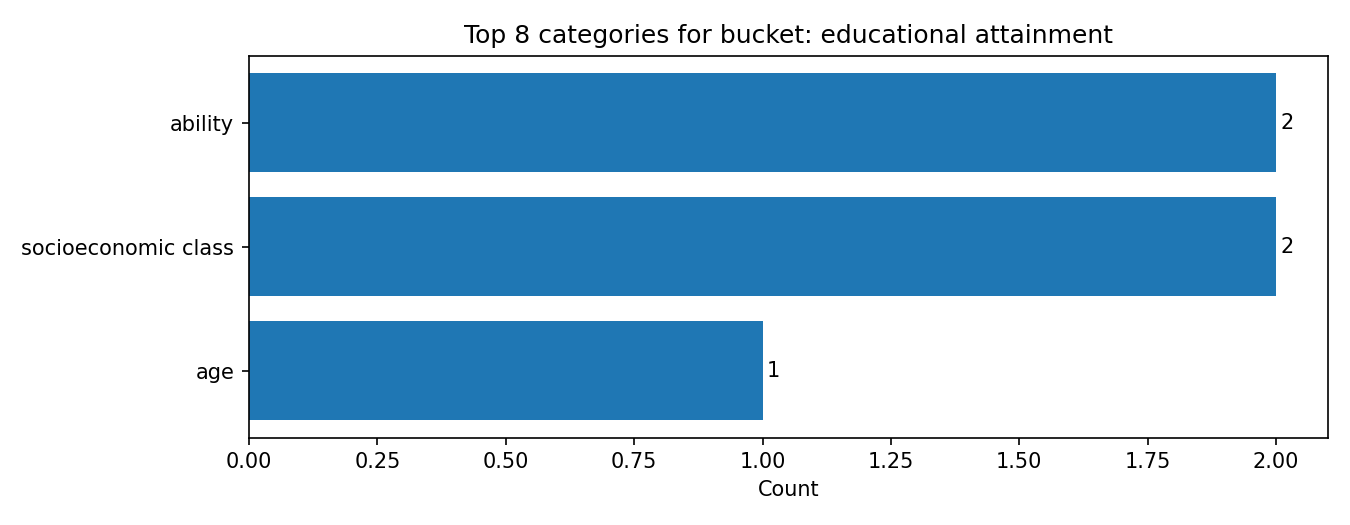 Top 8 categories for bucket: educational attainment
ability
2
socioeconomic class
2
age
1
0.00 0.25 0.50 0.75 1.00 1.25 1.50 1.75 2.00
Count